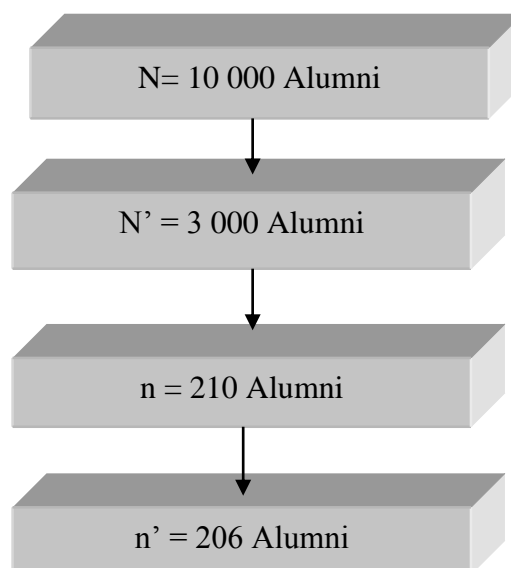 N= 10 000 Alumni
N’ = 3 000 Alumni
n = 210 Alumni
n’ = 206 Alumni